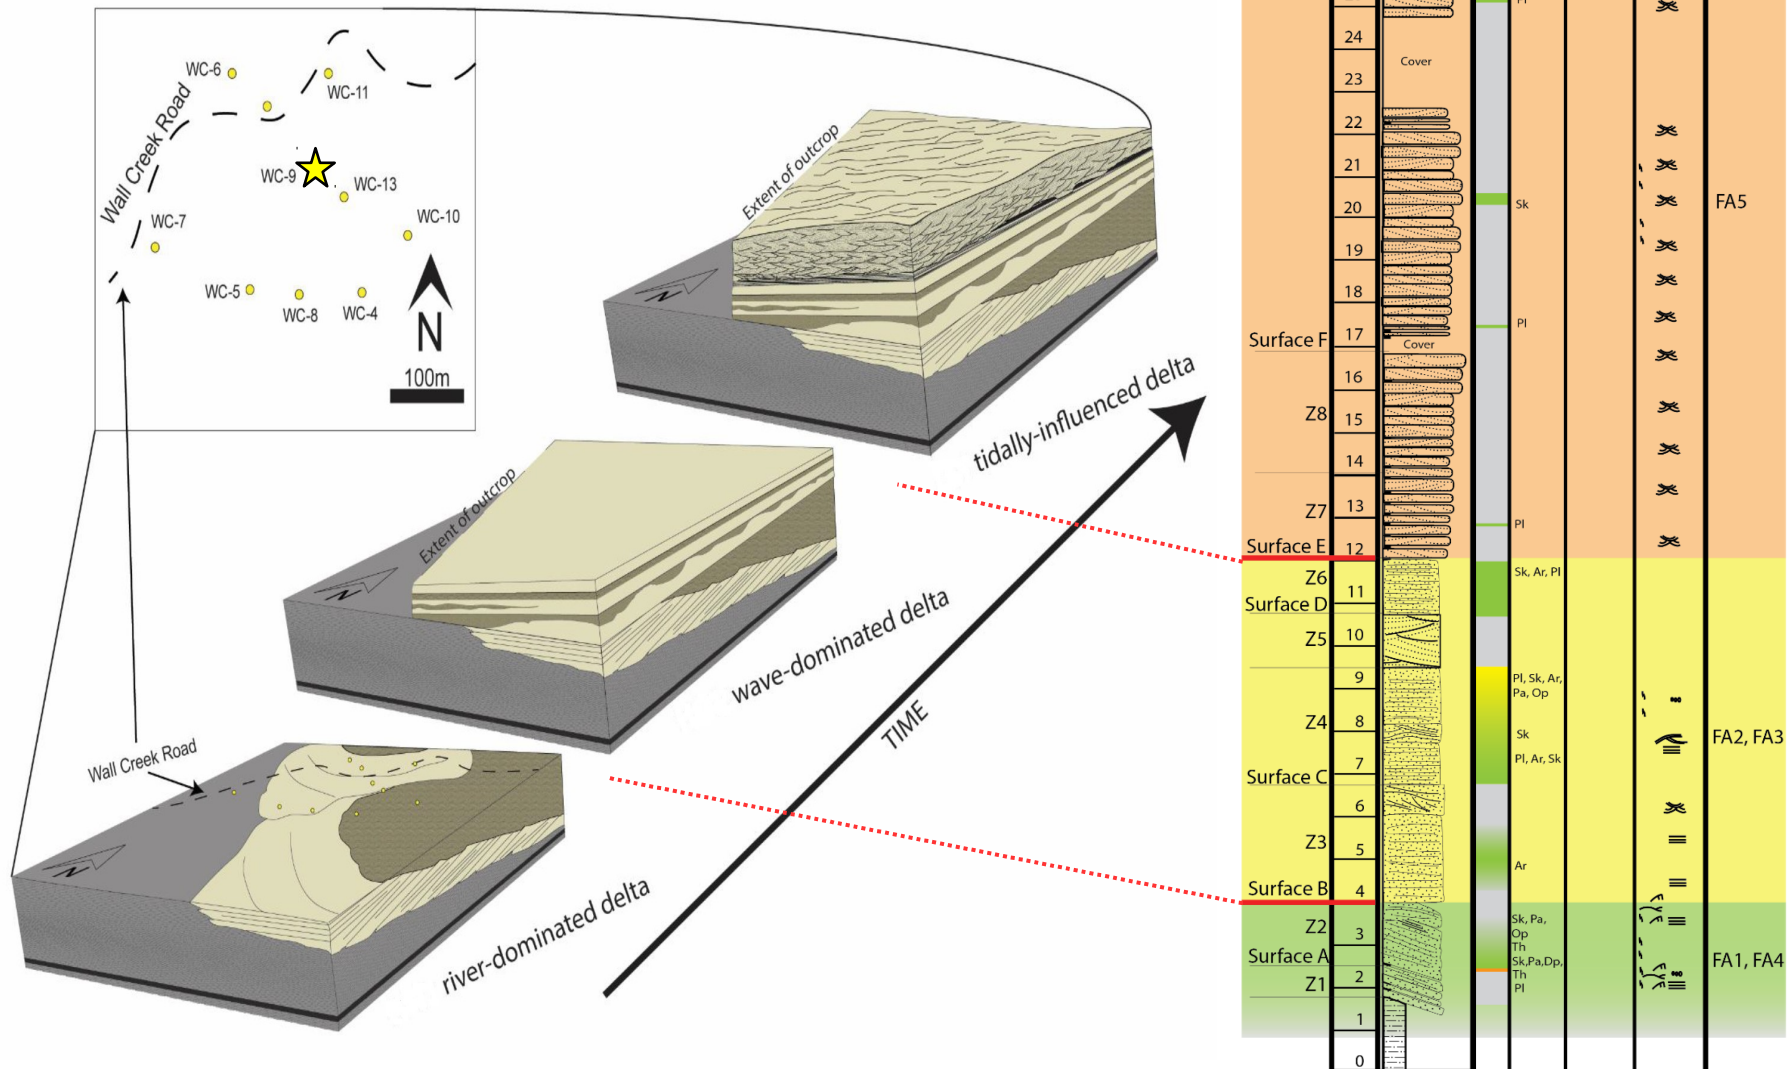 WC-6
WC-11
Wall Creek Road
WC-9
WC-13
WC-7
WC-10
WC-5
WC-8
WC-4
N
100m
Extent of outcrop
N
tidally-influenced delta
Extent of outcrop
N
wave-dominated delta
TIME
Wall Creek Road
N
river-dominated delta
24
Cover
23
22
21
20
Sk
FA5
19
18
Pl
17
Surface F
Cover
16
Z8
15
14
13
Z7
Pl
Surface E
12
Sk, Ar, Pl
Z6
11
Surface D
10
Z5
9
Pl, Sk, Ar,
Pa, Op
Z4
8
Sk
FA2, FA3
7
Pl, Ar, Sk
Surface C
6
Z3
5
Ar
Surface B
4
Sk, Pa,
Z2
3
Op
Th
Surface A
Sk,Pa,Dp,
FA1, FA4
2
Th
Z1
Pl
1
0